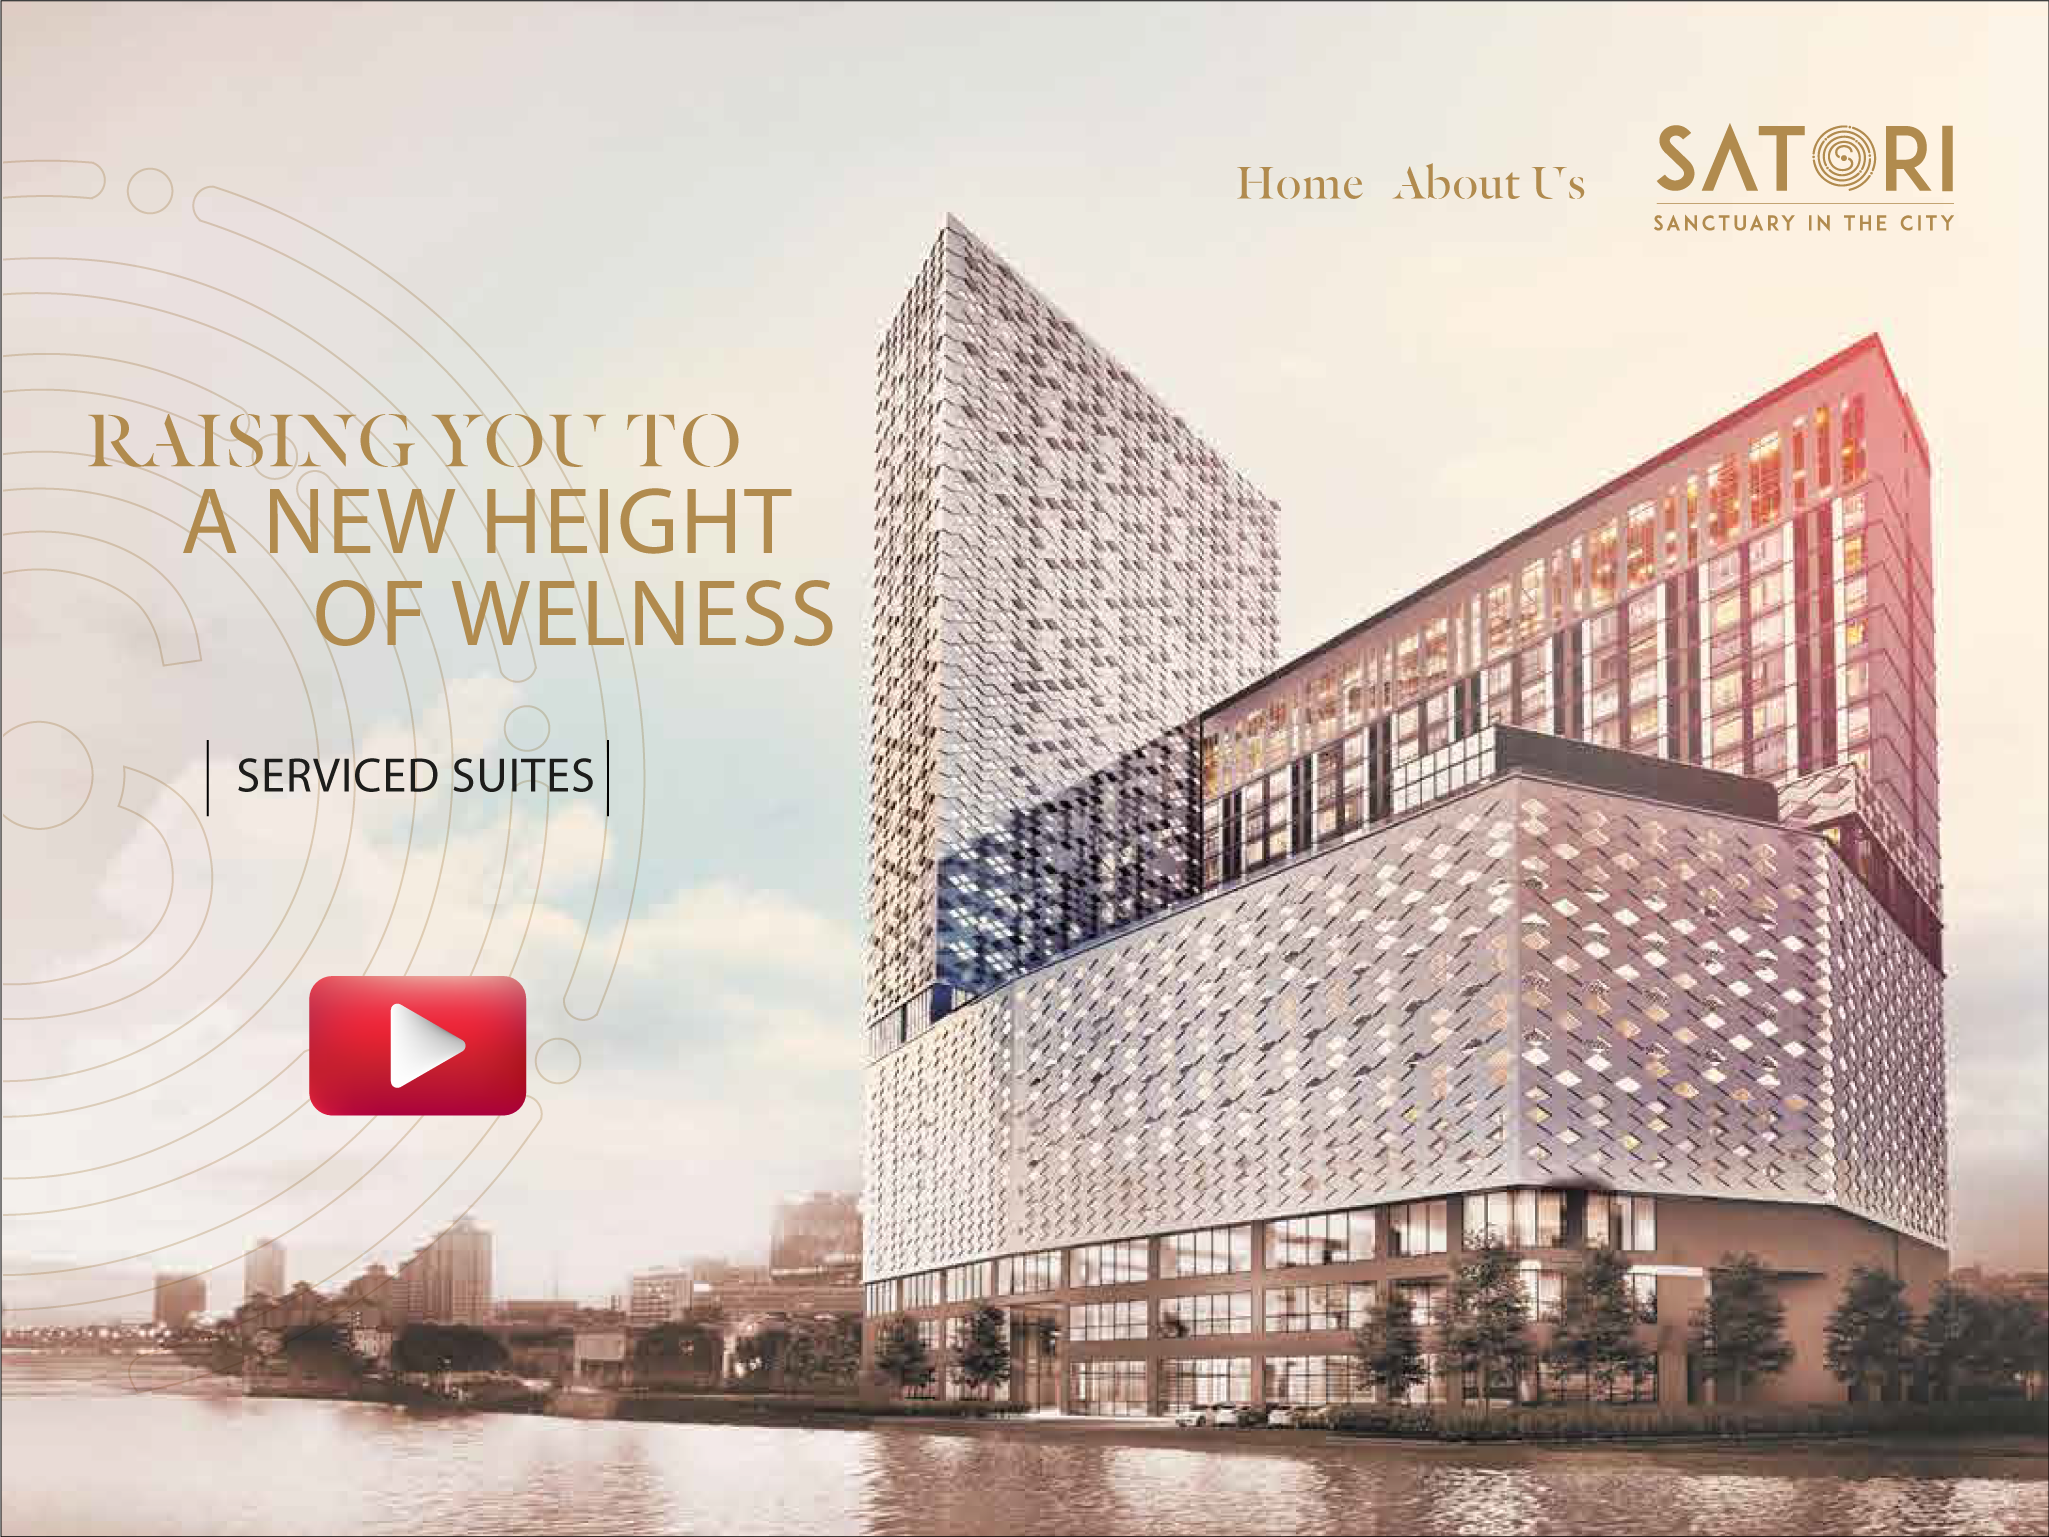 Home About Us
SATORI
SANCTUARY IN THE CITY
RAISING YOU TO
A NEW HEIGHT
OF WELNESS
SERVICED SUITES